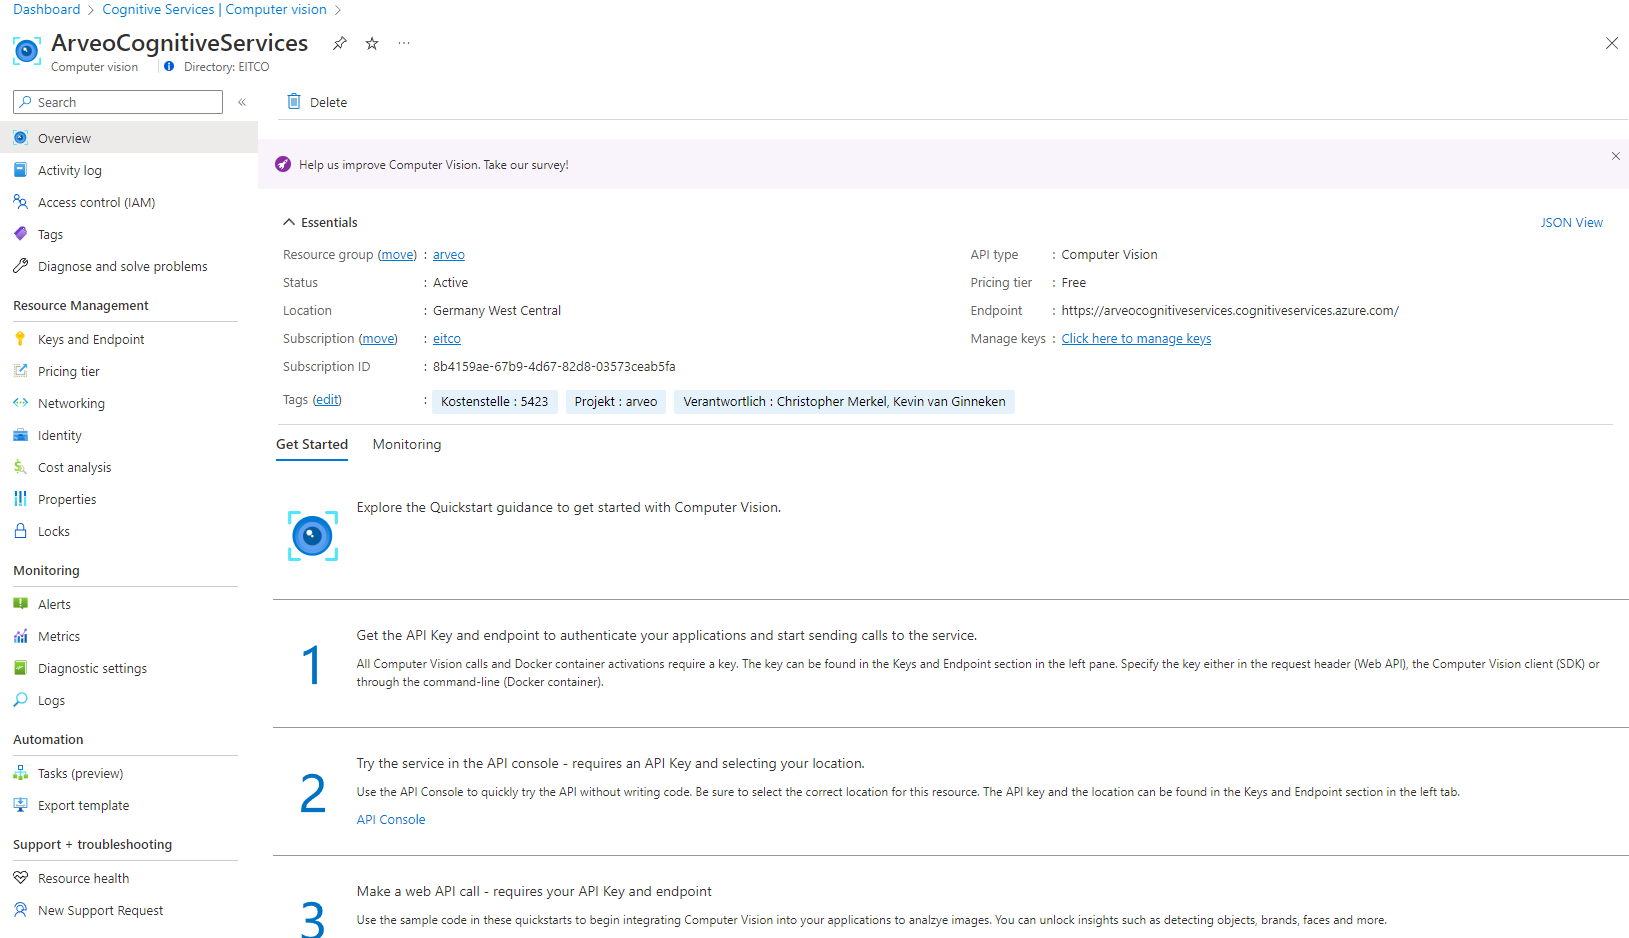 Dashboard > Cognitive Services | Computer vision >
ArveoCognitiveServices
Computer vision
Directory: EITCO
Search
«
Delete
Overview
Activity log
Access control (IAM)
Tags
Diagnose and solve problems
Resource Management
Keys and Endpoint
Pricing tier
Networking
Identity
Cost analysis
Properties
Locks
Monitoring
Alerts
Metrics
Diagnostic settings
Logs
Automation
Tasks (preview)
Export template
Support + troubleshooting
Resource health
New Support Request
Help us improve Computer Vision. Take our survey!
Essentials
JSON View
Resource group (move) : arveo
Status : Active
Location : Germany West Central
Subscription (move) : eitco
Subscription ID : 8b4159ae-67b9-4d67-82d8-03573ceab5fa
Tags (edit) : Kostenstelle : 5423 Projekt : arveo Verantwortlich : Christopher Merkel, Kevin van Ginneken
API type : Computer Vision
Pricing tier : Free
Endpoint : https://arveocognitiveservices.cognitiveservices.azure.com/
Manage keys : Click here to manage keys
Get Started Monitoring
Explore the Quickstart guidance to get started with Computer Vision.
1
Get the API Key and endpoint to authenticate your applications and start sending calls to the service.
All Computer Vision calls and Docker container activations require a key. The key can be found in the Keys and Endpoint section in the left pane. Specify the key either in the request header (Web API), the Computer Vision client (SDK) or
through the command-line (Docker container).
2
Try the service in the API console - requires an API Key and selecting your location.
Use the API Console to quickly try the API without writing code. Be sure to select the correct location for this resource. The API key and the location can be found in the Keys and Endpoint section in the left tab.
API Console
3
Make a web API call - requires your API Key and endpoint
Use the sample code in these quickstarts to begin integrating Computer Vision into your applications to analzye images. You can unlock insights such as detecting objects, brands, faces and more.